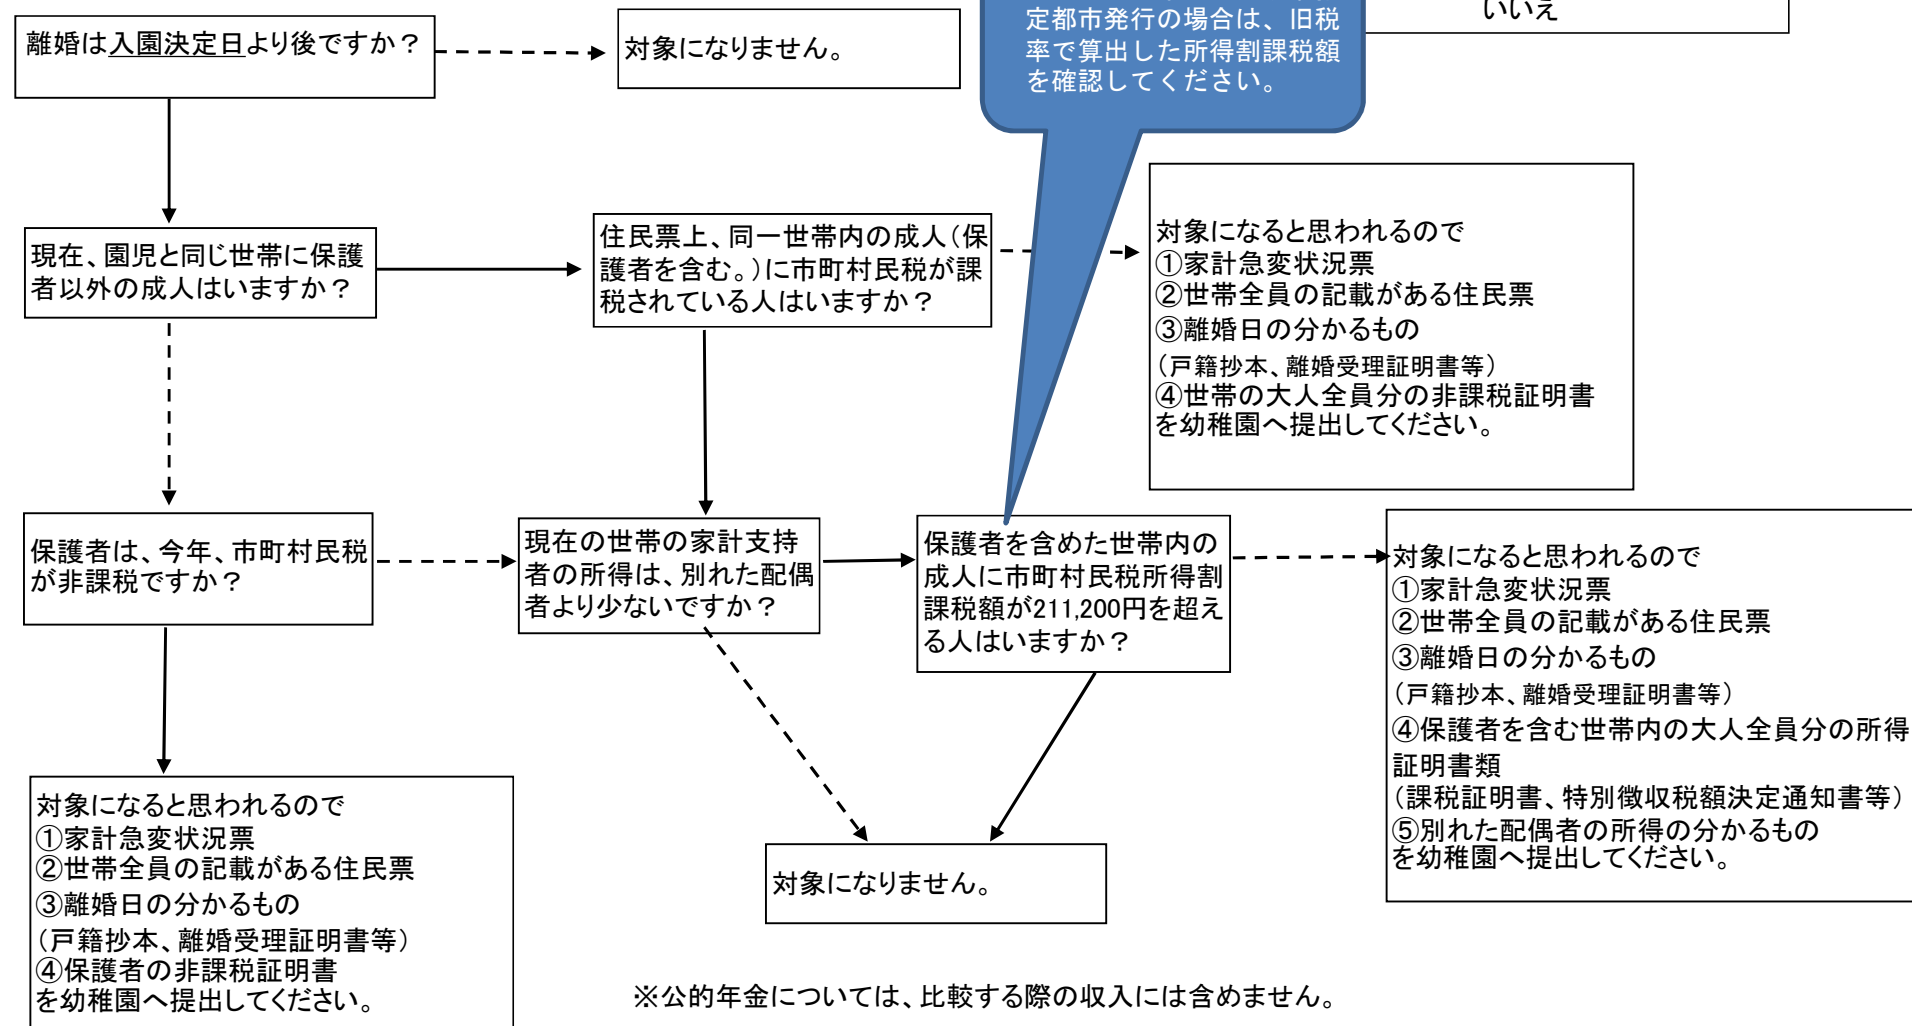 離婚は入園決定日より後ですか？
対象になりません。
定都市発行の場合は、旧税
率で算出した所得割課税額
を確認してください。
いいえ
現在、園児と同じ世帯に保護
者以外の成人はいますか？
住民票上、同一世帯内の成人（保
護者を含む。）に市町村民税が課
税されている人はいますか？
対象になると思われるので
①家計急変状況票
②世帯全員の記載がある住民票
③離婚日の分かるもの
（戸籍抄本、離婚受理証明書等）
④世帯の大人全員分の非課税証明書
を幼稚園へ提出してください。
保護者は、今年、市町村民税
が非課税ですか？
現在の世帯の家計支持
者の所得は、別れた配偶
者より少ないですか？
保護者を含めた世帯内の
成人に市町村民税所得割
課税額が211,200円を超え
る人はいますか？
対象になると思われるので
①家計急変状況票
②世帯全員の記載がある住民票
③離婚日の分かるもの
（戸籍抄本、離婚受理証明書等）
④保護者を含む世帯内の大人全員分の所得
証明書類
（課税証明書、特別徴収税額決定通知書等）
⑤別れた配偶者の所得の分かるもの
を幼稚園へ提出してください。
対象になると思われるので
①家計急変状況票
②世帯全員の記載がある住民票
③離婚日の分かるもの
（戸籍抄本、離婚受理証明書等）
④保護者の非課税証明書
を幼稚園へ提出してください。
対象になりません。
※公的年金については、比較する際の収入には含めません。